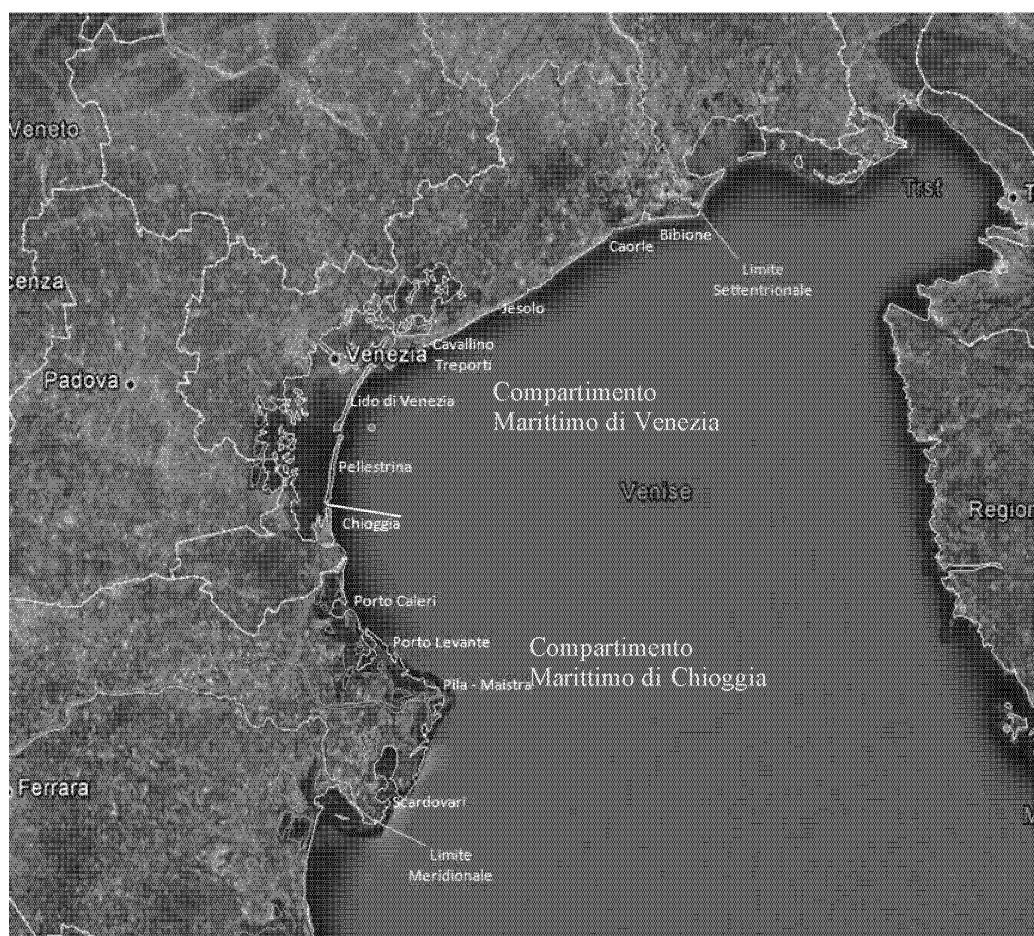 Veneto
Trst
T
Bibione
Caorle
cenza
Limite
Settentrionale
Jesolo
Cavallino
Treporti
Venezia
Padova
Lido di Venezia
Compartimento
Marittimo di Venezia
Pellestrina
Venise
Region
Chioggia
Porto Caleri
Porto Levante
Compartimento
Marittimo di Chioggia
Pila - Maistra
Ferrara
Scardovari
M
Limite
Meridionale